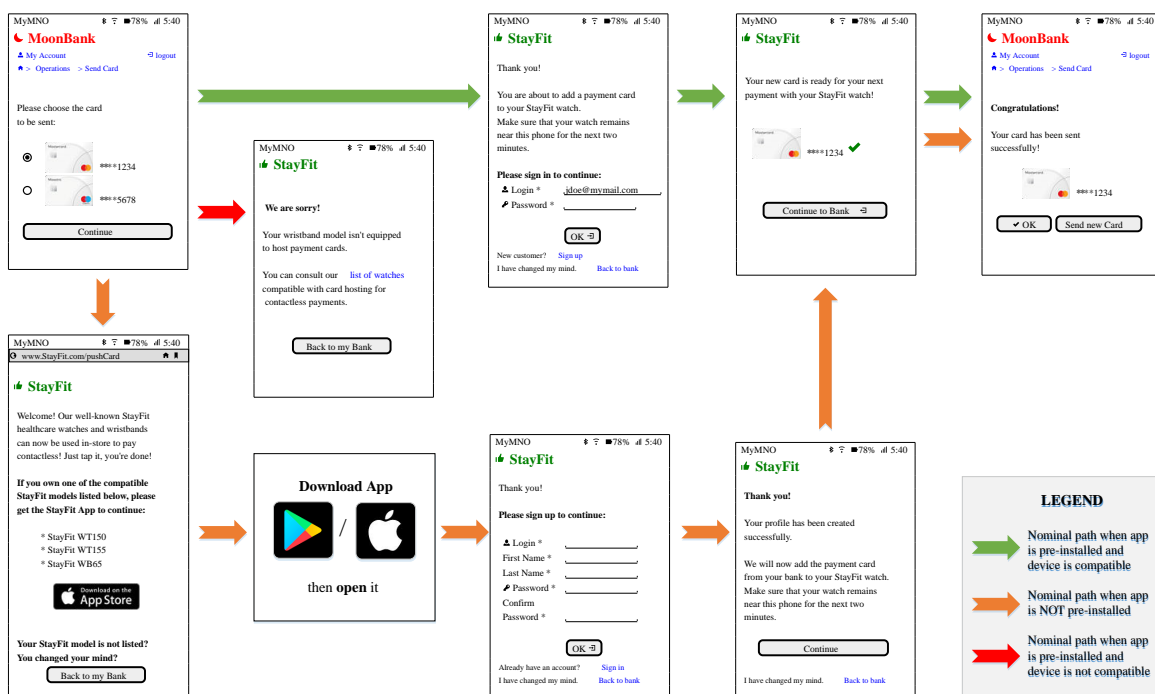 MyMNO 78% 5:40
MoonBank
My Account logout
> Operations > Send Card
Please choose the card
to be sent:
****1234
****5678
Continue
MyMNO 78% 5:40
StayFit
We are sorry!
Your wristband model isn't equipped
to host payment cards.
You can consult our list of watches
compatible with card hosting for
contactless payments.
Back to my Bank
MyMNO 78% 5:40
StayFit
Thank you!
You are about to add a payment card
to your StayFit watch.
Make sure that your watch remains
near this phone for the next two
minutes.
Please sign in to continue:
Login * jdoe@mymail.com
Password *
OK
New customer? Sign up
I have changed my mind. Back to bank
MyMNO 78% 5:40
StayFit
Your new card is ready for your next
payment with your StayFit watch!
****1234
Continue to Bank
MyMNO 78% 5:40
MoonBank
My Account logout
> Operations > Send Card
Congratulations!
Your card has been sent
successfully!
****1234
OK Send new Card
MyMNO 78% 5:40
www.StayFit.com/pushCard
StayFit
Welcome! Our well-known StayFit
healthcare watches and wristbands
can now be used in-store to pay
contactless! Just tap it, you're done!
If you own one of the compatible
StayFit models listed below, please
get the StayFit App to continue:
* StayFit WT150
* StayFit WT155
* StayFit WB65
Download on the
App Store
Your StayFit model is not listed?
You changed your mind?
Back to my Bank
Download App
/
then open it
MyMNO 78% 5:40
StayFit
Thank you!
Please sign up to continue:
Login *
First Name *
Last Name *
Password *
Confirm
Password *
OK
Already have an account? Sign in
I have changed my mind. Back to bank
MyMNO 78% 5:40
StayFit
Thank you!
Your profile has been created
successfully.
We will now add the payment card
from your bank to your StayFit watch.
Make sure that your watch remains
near this phone for the next two
minutes.
Continue
I have changed my mind. Back to bank
LEGEND
Nominal path when app
is pre-installed and
device is compatible
Nominal path when app
is NOT pre-installed
Nominal path when app
is pre-installed and
device is not compatible